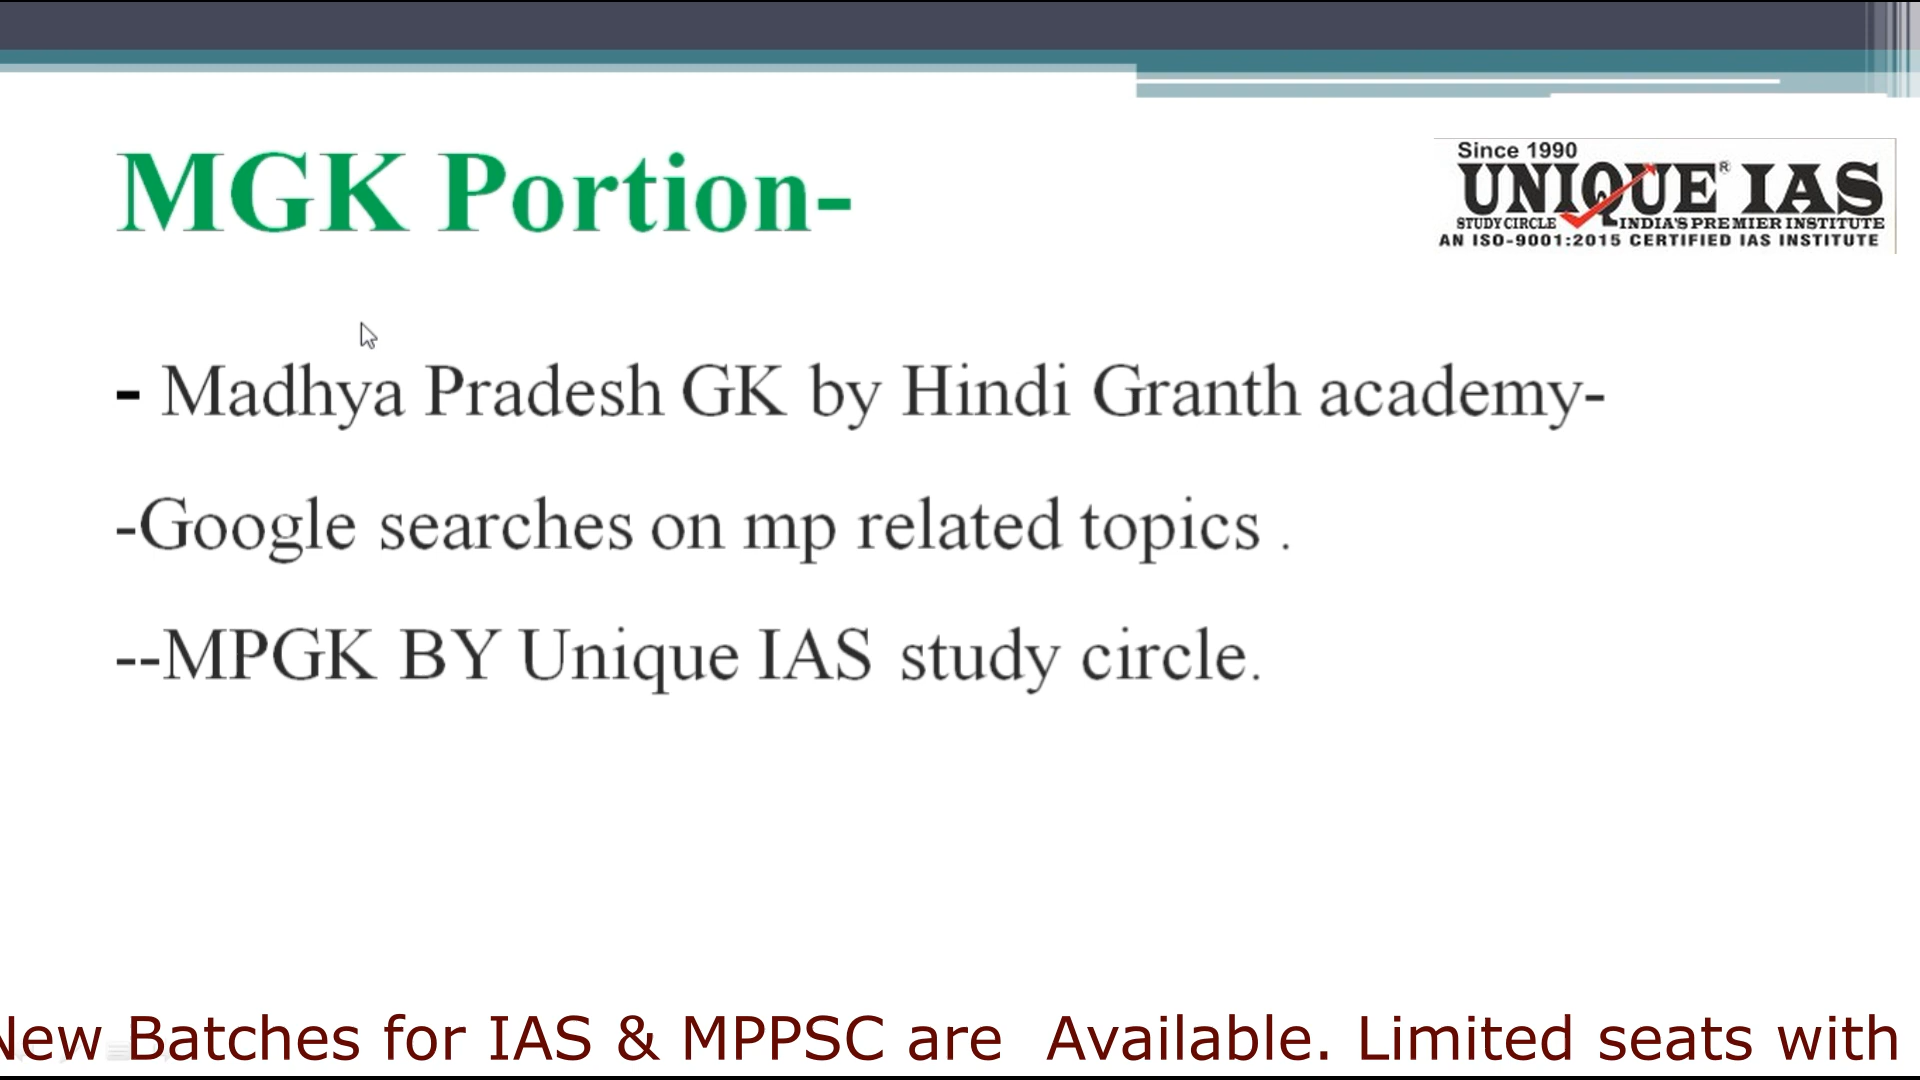 MGK Portion-
Since 1990
UNIQUE® IAS
STUDY CIRCLE INDIA'S PREMIER INSTITUTE
AN ISO-9001:2015 CERTIFIED IAS INSTITUTE
- Madhya Pradesh GK by Hindi Granth academy-
-Google searches on mp related topics .
--MPGK BY Unique IAS study circle.
New Batches for IAS & MPPSC are Available. Limited seats with